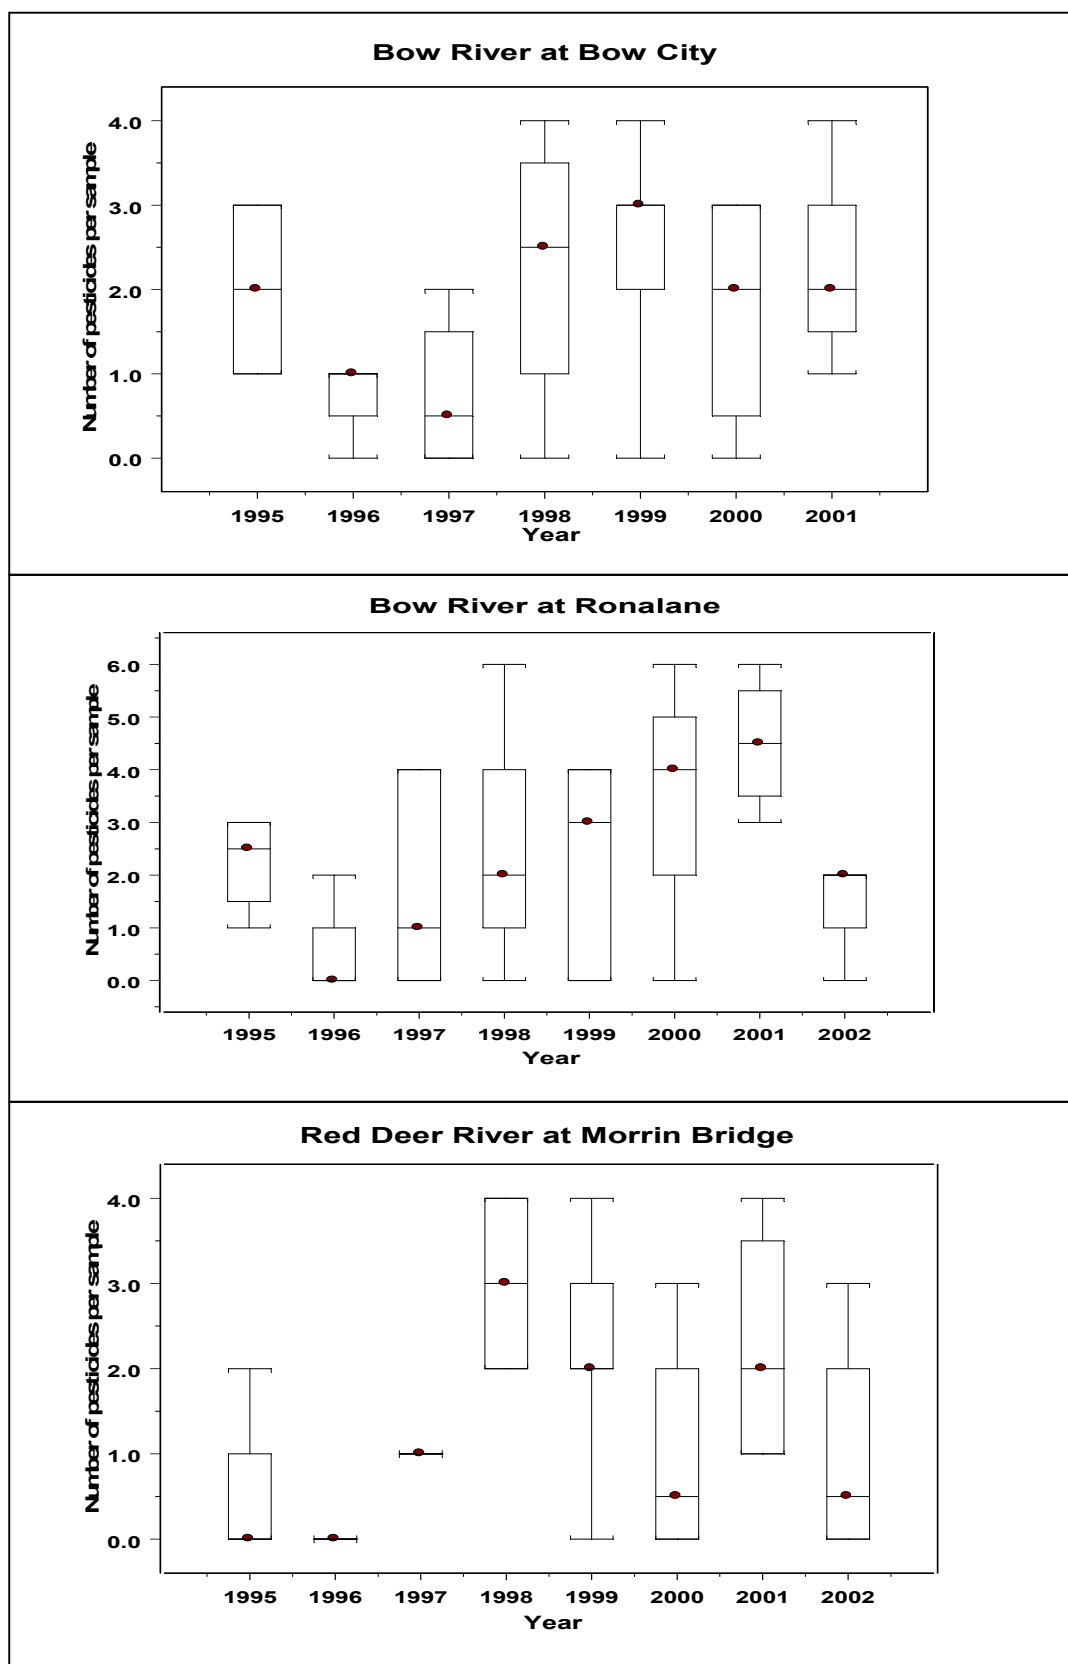 Bow River at Bow City
Number of pesticides per sample
4.0
3.0
2.0
1.0
0.0
1995 1996 1997 1998 1999 2000 2001
Year
Bow River at Ronalane
Number of pesticides per sample
6.0
5.0
4.0
3.0
2.0
1.0
0.0
1995 1996 1997 1998 1999 2000 2001 2002
Year
Red Deer River at Morrin Bridge
Number of pesticides per sample
4.0
3.0
2.0
1.0
0.0
1995 1996 1997 1998 1999 2000 2001 2002
Year